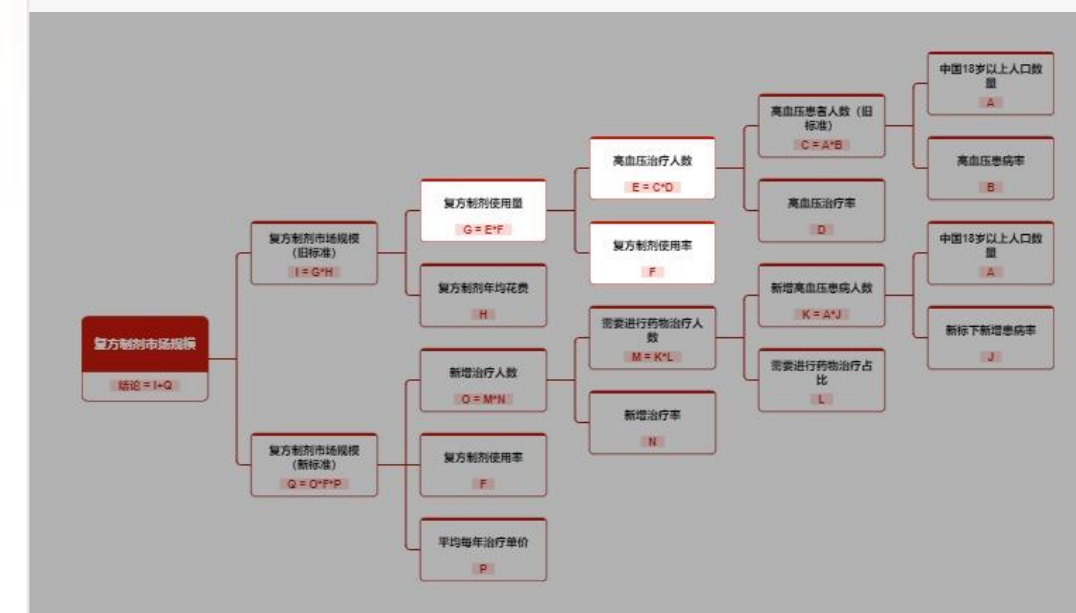 中国18岁以上人口数
量
A
高血压患者人数（旧
标准）
C = A*B
高血压治疗人数
E = C*D
高血压患病率
B
复方制剂使用量
G = E*F
高血压治疗率
D
复方制剂市场规模
（旧标准）
I = G*H
复方制剂使用率
F
中国18岁以上人口数
量
A
复方制剂年均花费
H
新增高血压患病人数
K = A*J
需要进行药物治疗人
数
M = K*L
新标下新增患病率
J
复方制剂市场规模
结论 = I+Q
新增治疗人数
O = M*N
需要进行药物治疗占
比
L
新增治疗率
N
复方制剂市场规模
（新标准）
Q = O*F*P
复方制剂使用率
F
平均每年治疗单价
P